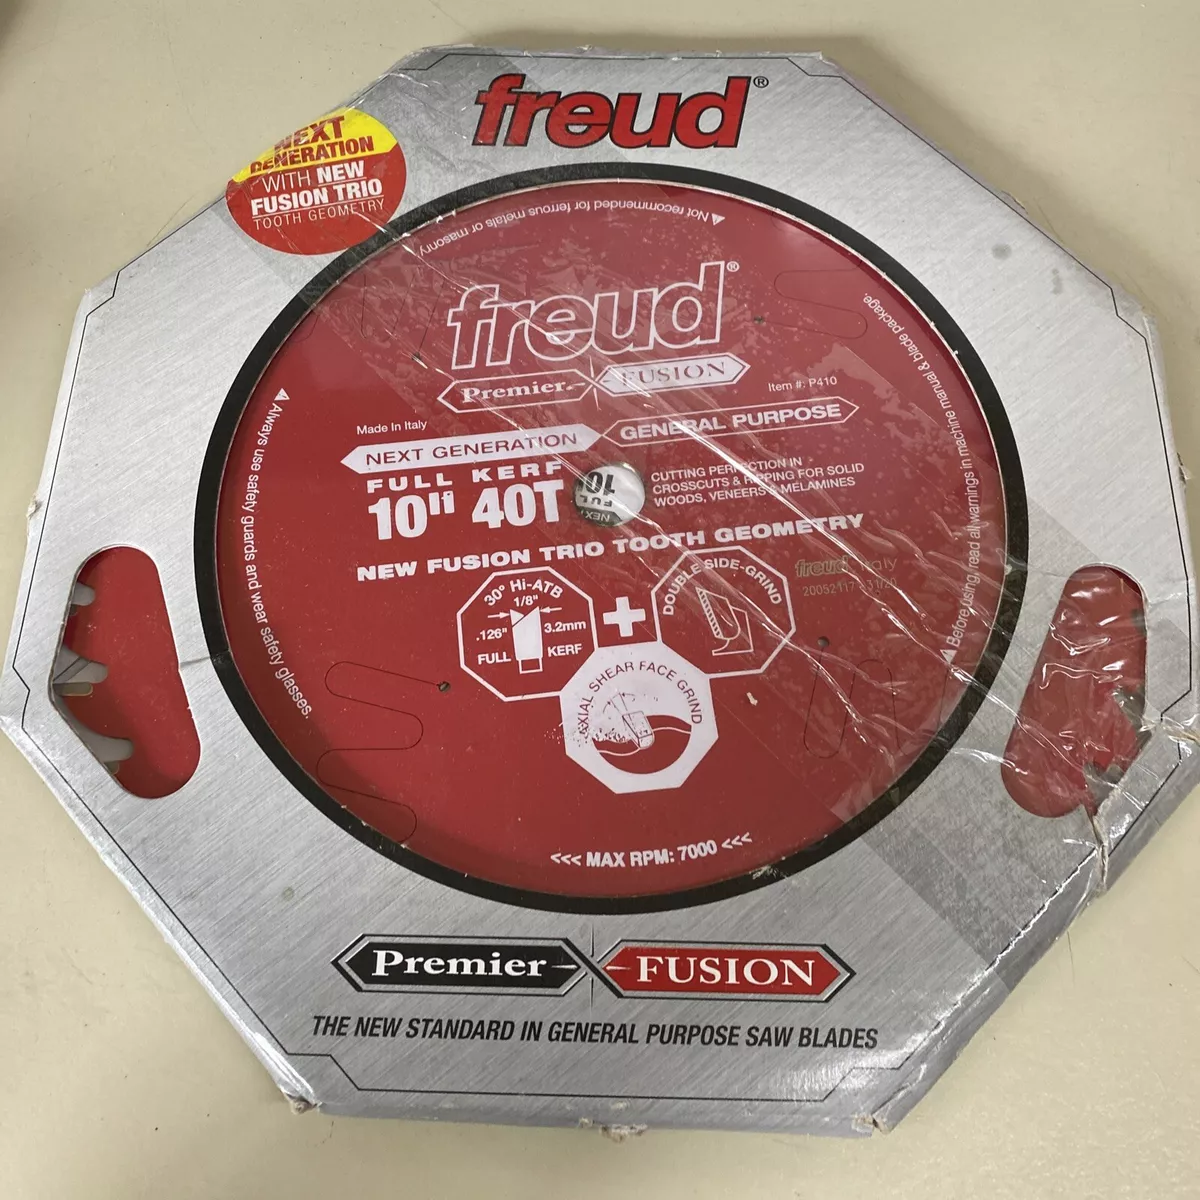 freud®
NEXT
GENERATION
WITH NEW
FUSION TRIO
TOOTH GEOMETRY
▲Not recommended for ferrous metals or masonry.
freud®
Premier FUSION
Item #: P410
Made In Italy
NEXT GENERATION
GENERAL PURPOSE
FULL KERF
10" 40T
CUTTING PERFECTION IN
CROSSCUTS & RIPPING FOR SOLID
WOODS, VENEERS & MELAMINES
10
FUL
NEX
NEW FUSION TRIO TOOTH GEOMETRY
▲Always use safety guards and wear safety glasses.
▲Before using, read all warnings in machine manual & blade package.
30° Hi-ATB
1/8"
.126" 3.2mm
FULL KERF
+
DOUBLE SIDE-GRIND
freud Italy
AXIAL SHEAR FACE GRIND
<<< MAX RPM: 7000 <<<
Premier FUSION
THE NEW STANDARD IN GENERAL PURPOSE SAW BLADES